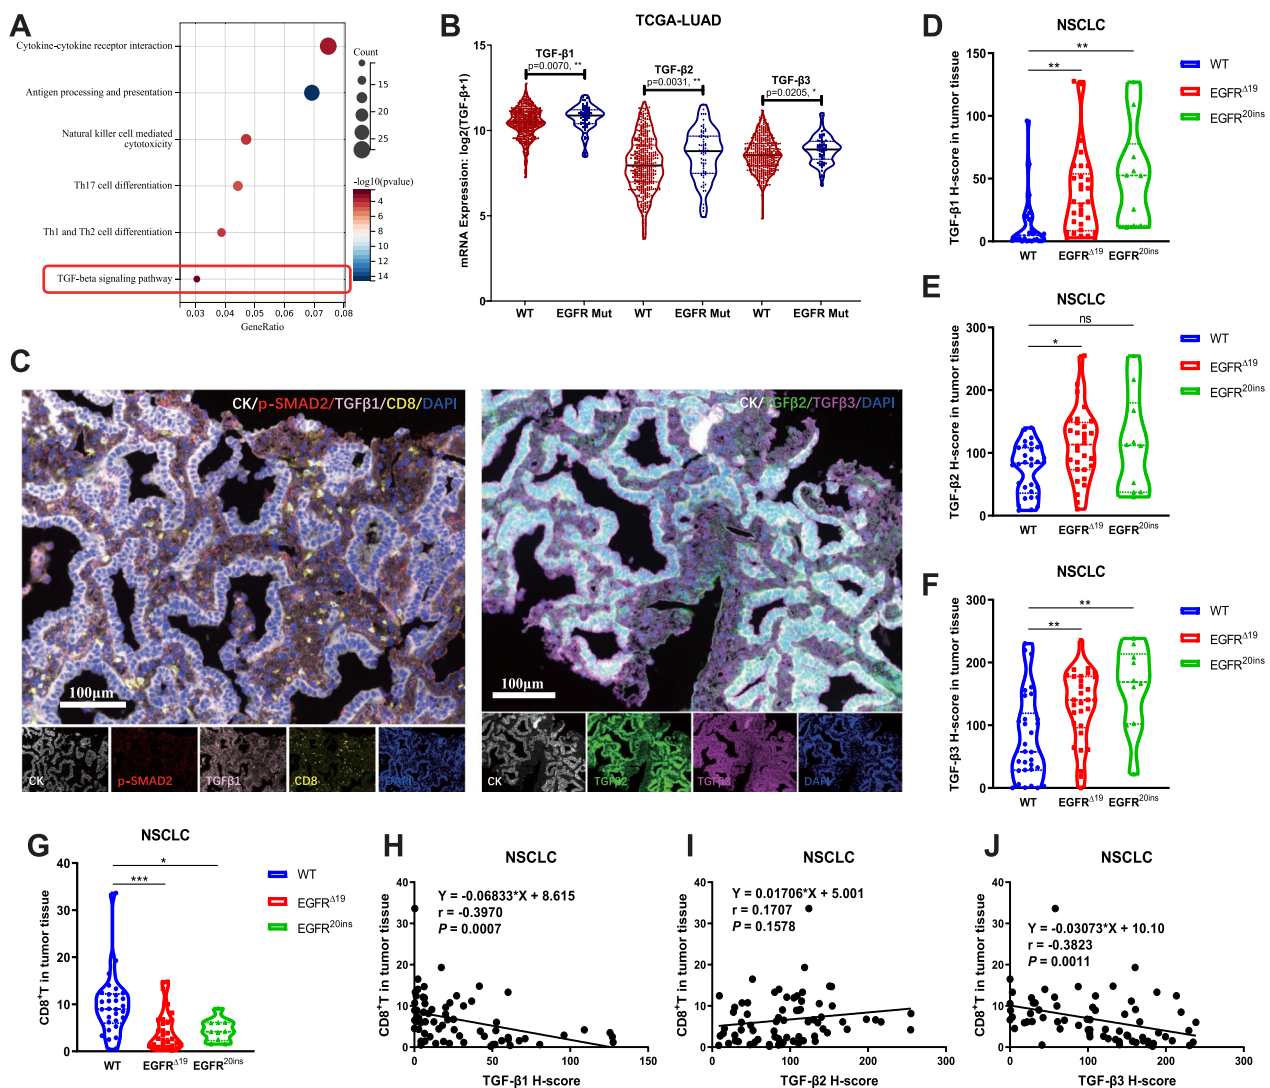 A
Cytokine-cytokine receptor interaction
Antigen processing and presentation
Natural killer cell mediated
cytotoxicity
Th17 cell differentiation
Th1 and Th2 cell differentiation
TGF-beta signaling pathway
0.03 0.04 0.05 0.06 0.07 0.08
GeneRatio
Count
15
20
25
-log10(pvalue)
4
6
8
10
12
14
B
TCGA-LUAD
mRNA Expression: log2(TGF-β+1)
15
10
5
0
TGF-β1
p=0.0070, **
TGF-β2
p=0.0031, **
TGF-β3
p=0.0205, *
WT EGFR Mut WT EGFR Mut WT EGFR Mut
C
CK/p-SMAD2/TGFβ1/CD8/DAPI
100μm
CK
p-SMAD2
TGFβ1
CD8
DAPI
CK/TGFβ2/TGFβ3/DAPI
100μm
CK
TGFβ2
TGFβ3
DAPI
D
NSCLC
TGF-β1 H-score in tumor tissue
150
100
50
0
**
**
WT EGFRΔ19 EGFR20ins
WT
EGFRΔ19
EGFR20ins
E
NSCLC
TGF-β2 H-score in tumor tissue
300
200
100
0
ns
*
WT EGFRΔ19 EGFR20ins
WT
EGFRΔ19
EGFR20ins
F
NSCLC
TGF-β3 H-score in tumor tissue
300
200
100
0
**
**
WT EGFRΔ19 EGFR20ins
WT
EGFRΔ19
EGFR20ins
G
NSCLC
CD8+T in tumor tissue
40
30
20
10
0
*
***
WT EGFRΔ19 EGFR20ins
WT
EGFRΔ19
EGFR20ins
H
NSCLC
CD8+T in tumor tissue
40
30
20
10
0
Y = -0.06833*X + 8.615
r = -0.3970
P = 0.0007
0 50 100 150
TGF-β1 H-score
I
NSCLC
CD8+T in tumor tissue
40
30
20
10
0
Y = 0.01706*X + 5.001
r = 0.1707
P = 0.1578
0 100 200 300
TGF-β2 H-score
J
NSCLC
CD8+T in tumor tissue
40
30
20
10
0
Y = -0.03073*X + 10.10
r = -0.3823
P = 0.0011
0 100 200 300
TGF-β3 H-score